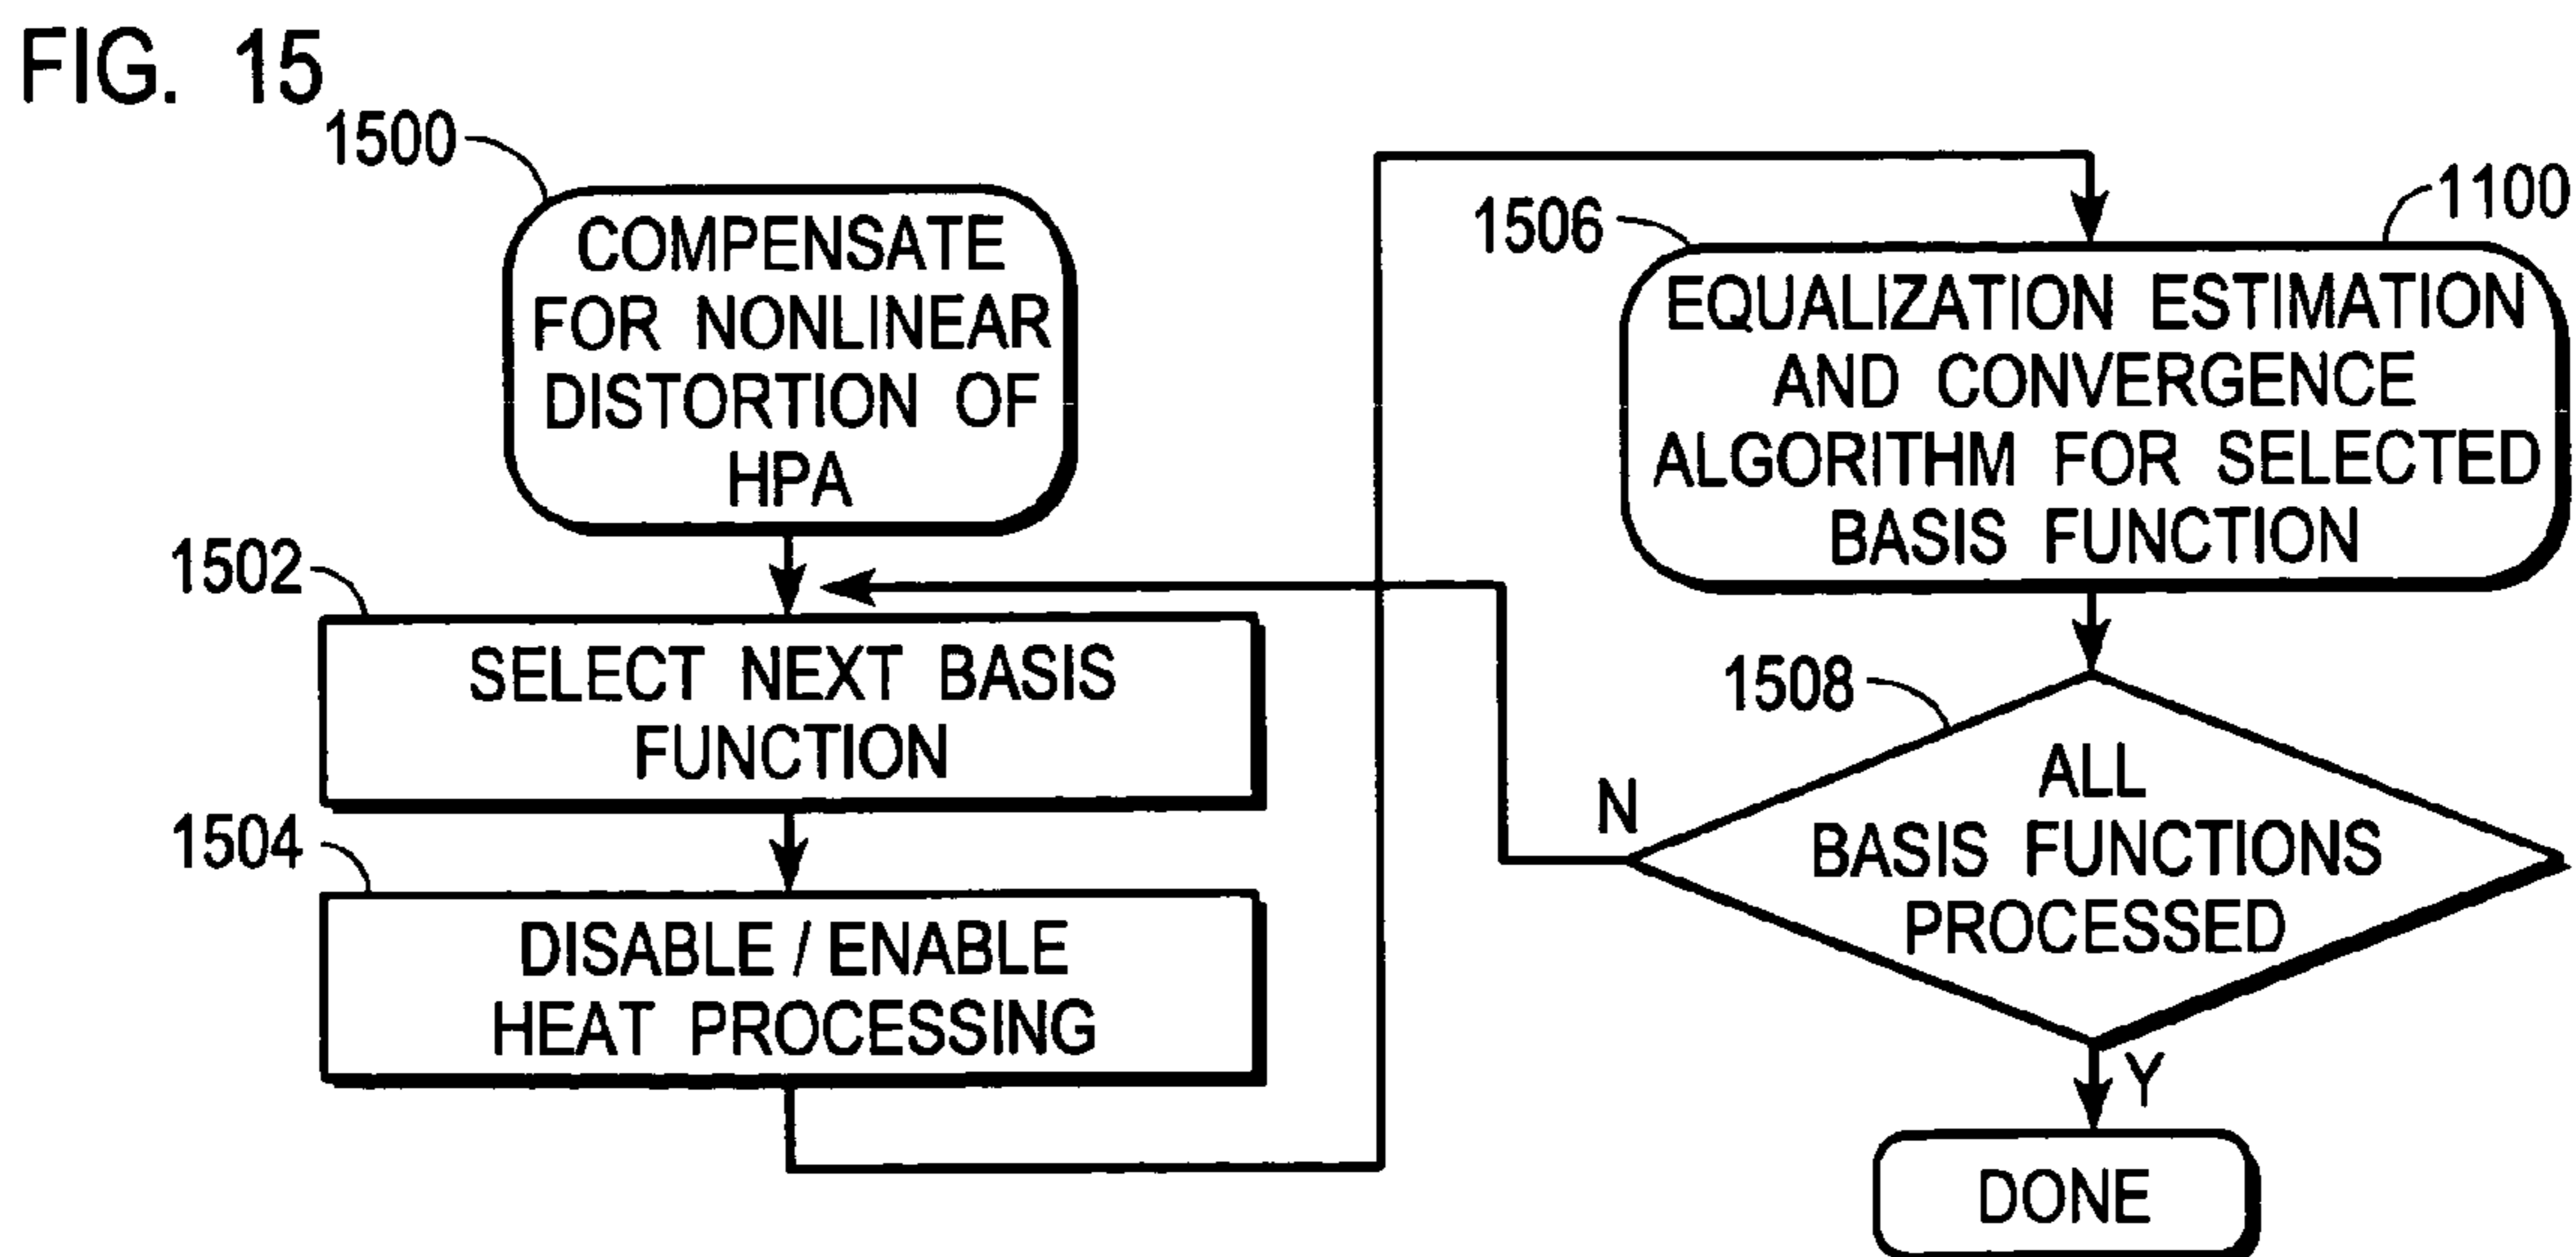 FIG. 15
1500
COMPENSATE
FOR NONLINEAR
DISTORTION OF
HPA
1502
SELECT NEXT BASIS
FUNCTION
1504
DISABLE / ENABLE
HEAT PROCESSING
1506
1100
EQUALIZATION ESTIMATION
AND CONVERGENCE
ALGORITHM FOR SELECTED
BASIS FUNCTION
1508
ALL
BASIS FUNCTIONS
PROCESSED
N
Y
DONE